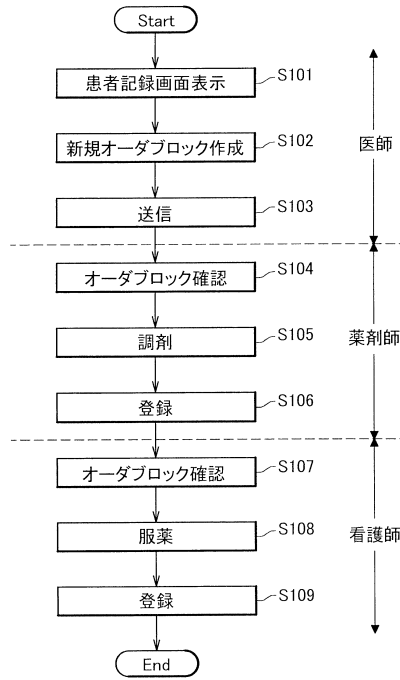 Start
患者記録画面表示
S101
新規オーダブロック作成
S102
医師
送信
S103
オーダブロック確認
S104
調剤
S105
薬剤師
登録
S106
オーダブロック確認
S107
服薬
S108
看護師
登録
S109
End